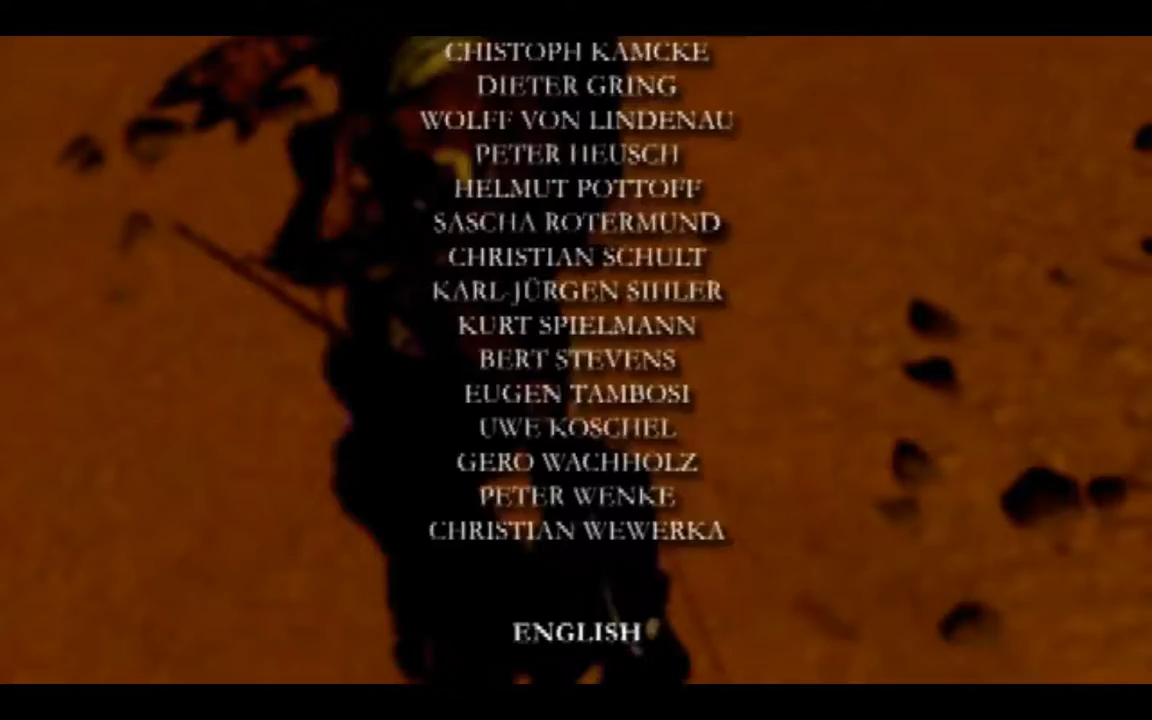 CHISTOPH KAMCKE
DIETER GRING
WOLFF VON LINDENAU
PETER HEUSCH
HELMUT POTTOFF
SASCHA ROTERMUND
CHRISTIAN SCHULT
KARL-JÜRGEN SIHLER
KURT SPIELMANN
BERT STEVENS
EUGEN TAMBOSI
UWE KOSCHEL
GERO WACHHOLZ
PETER WENKE
CHRISTIAN WEWERKA
ENGLISH